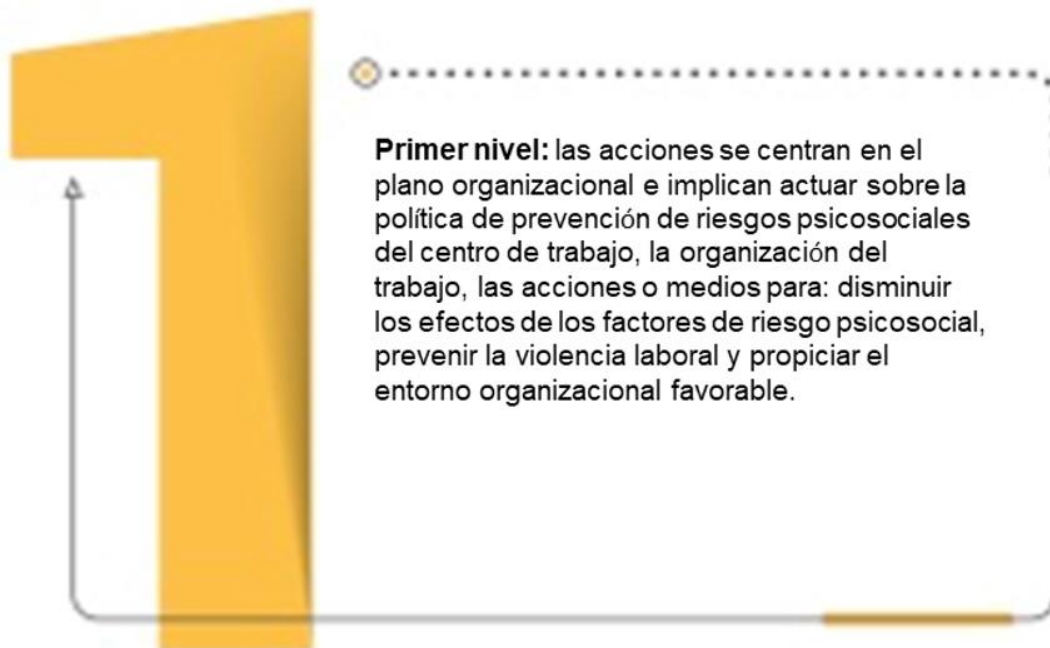 1
Primer nivel: las acciones se centran en el
plano organizacional e implican actuar sobre la
política de prevención de riesgos psicosociales
del centro de trabajo, la organización del
trabajo, las acciones o medios para: disminuir
los efectos de los factores de riesgo psicosocial,
prevenir la violencia laboral y propiciar el
entorno organizacional favorable.